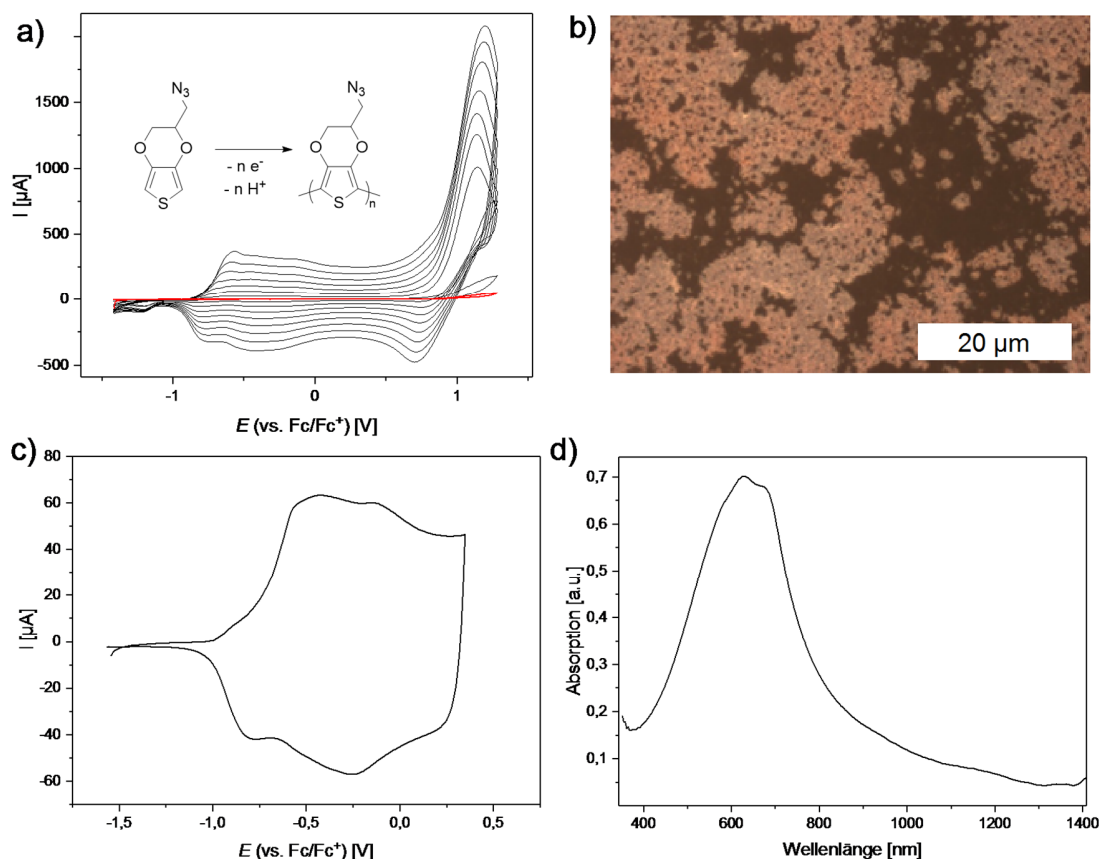 a)
I [µA]
1500
1000
500
0
-500
-1
0
1
E (vs. Fc/Fc+) [V]
N3
O
O
S
- n e-
- n H+
N3
O
O
S
n
b)
20 µm
c)
I [µA]
80
60
40
20
0
-20
-40
-60
-1,5
-1,0
-0,5
0,0
0,5
E (vs. Fc/Fc+) [V]
d)
Absorption [a.u.]
0,7
0,6
0,5
0,4
0,3
0,2
0,1
400
600
800
1000
1200
1400
Wellenlänge [nm]